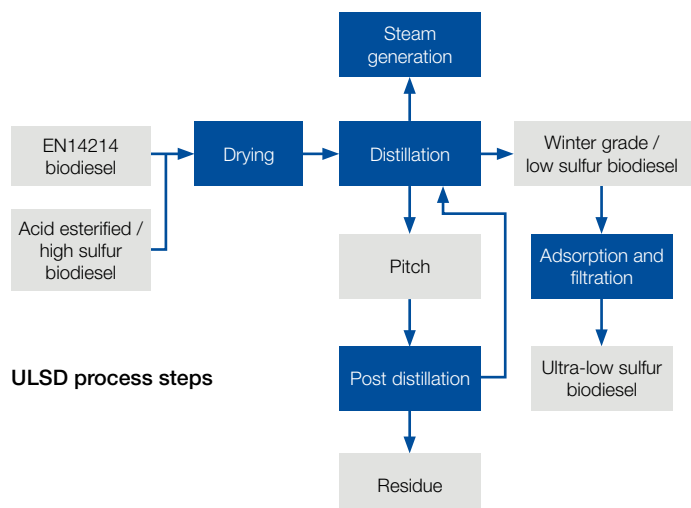 Steam
generation
EN14214
biodiesel
Drying
Distillation
Winter grade /
low sulfur biodiesel
Acid esterified /
high sulfur
biodiesel
Pitch
Adsorption and
filtration
ULSD process steps
Post distillation
Ultra-low sulfur
biodiesel
Residue